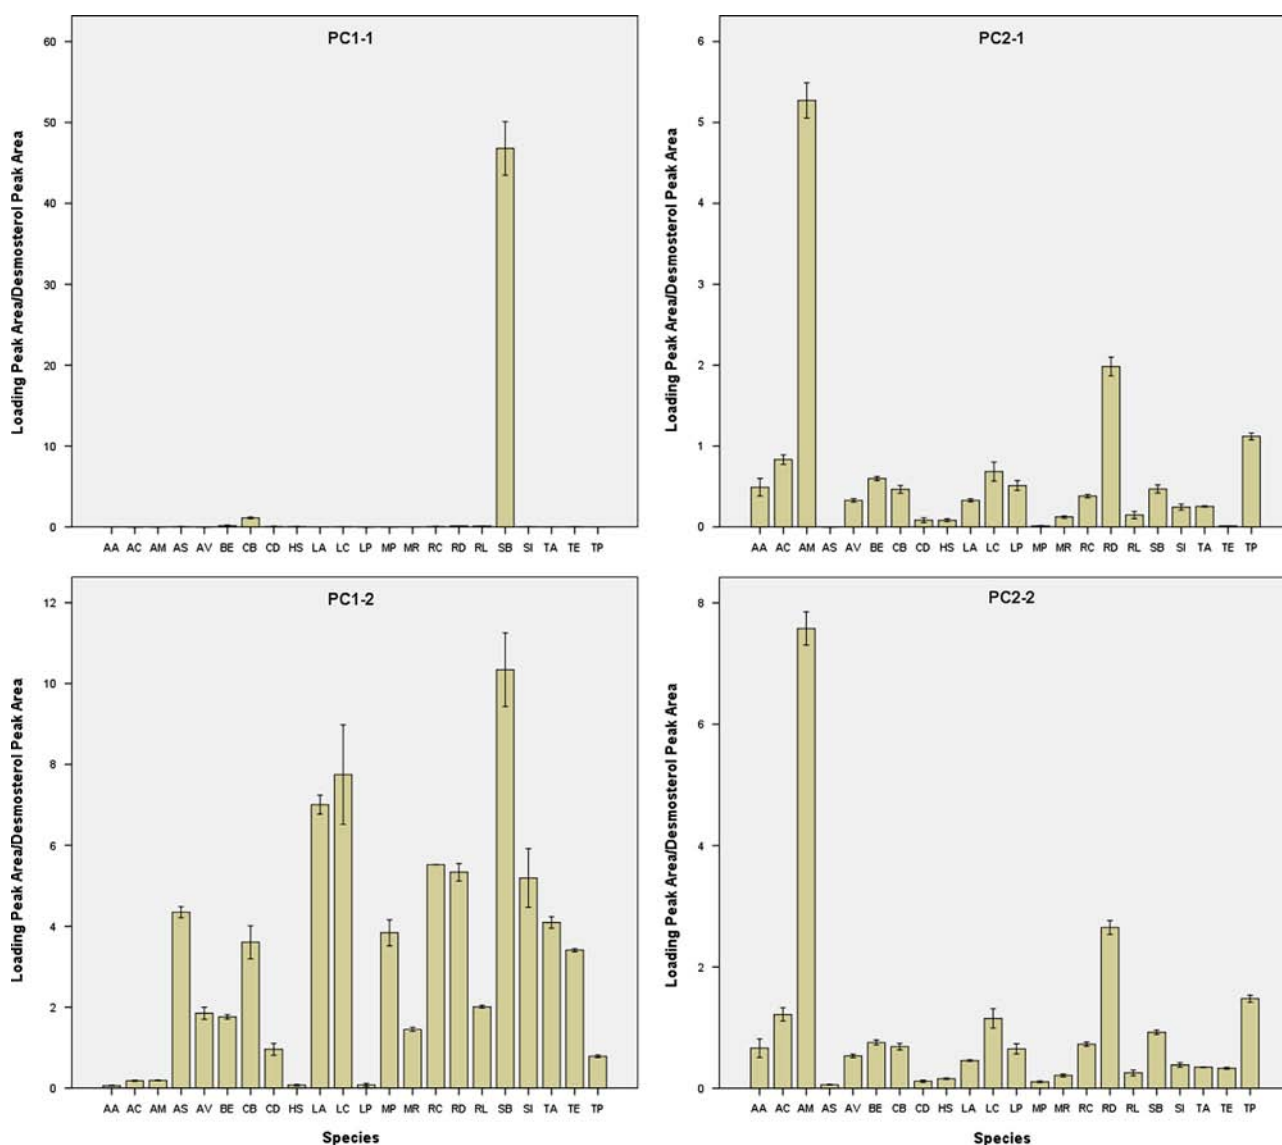 PC1-1
60
50
40
30
20
10
0
Loading Peak Area/Desmosterol Peak Area
AA AC AM AS AV BE CB CD HS LA LC LP MP MR RC RD RL SB SI TA TE TP
PC2-1
6
5
4
3
2
1
0
Loading Peak Area/Desmosterol Peak Area
AA AC AM AS AV BE CB CD HS LA LC LP MP MR RC RD RL SB SI TA TE TP
PC1-2
12
10
8
6
4
2
0
Loading Peak Area/Desmosterol Peak Area
AA AC AM AS AV BE CB CD HS LA LC LP MP MR RC RD RL SB SI TA TE TP
Species
PC2-2
8
6
4
2
0
Loading Peak Area/Desmosterol Peak Area
AA AC AM AS AV BE CB CD HS LA LC LP MP MR RC RD RL SB SI TA TE TP
Species